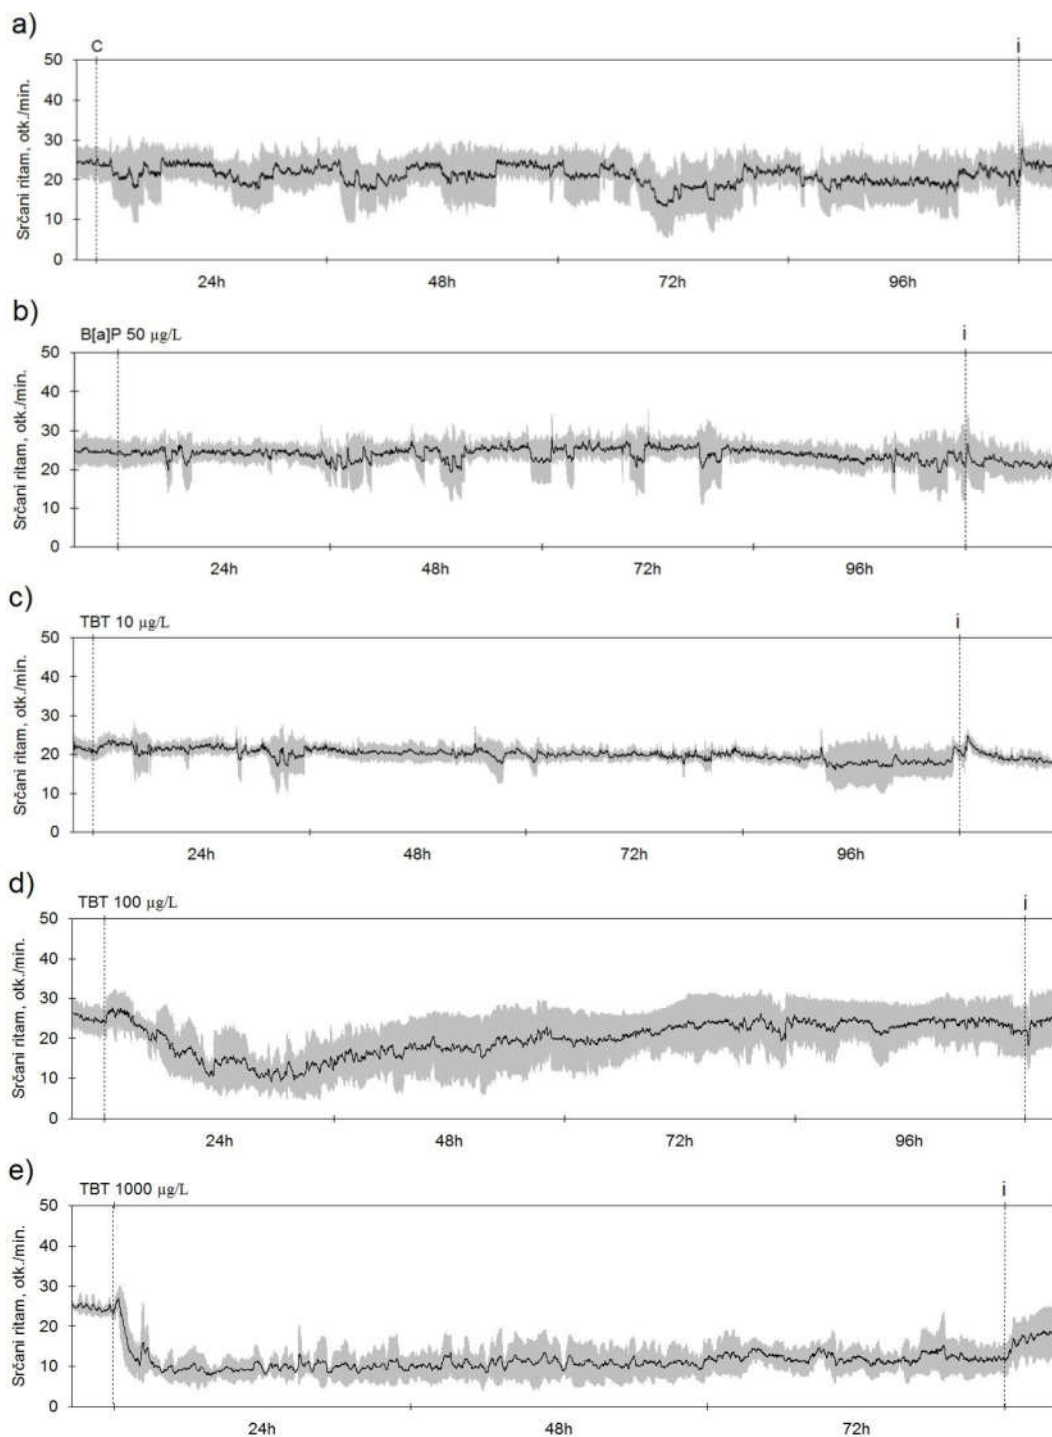 a)
C i
50
40
30
20
10
0
Srčani ritam, otk./min.
24h 48h 72h 96h
b)
B[a]P 50 µg/L i
50
40
30
20
10
0
Srčani ritam, otk./min.
24h 48h 72h 96h
c)
TBT 10 µg/L i
50
40
30
20
10
0
Srčani ritam, otk./min.
24h 48h 72h 96h
d)
TBT 100 µg/L i
50
40
30
20
10
0
Srčani ritam, otk./min.
24h 48h 72h 96h
e)
TBT 1000 µg/L i
50
40
30
20
10
0
Srčani ritam, otk./min.
24h 48h 72h